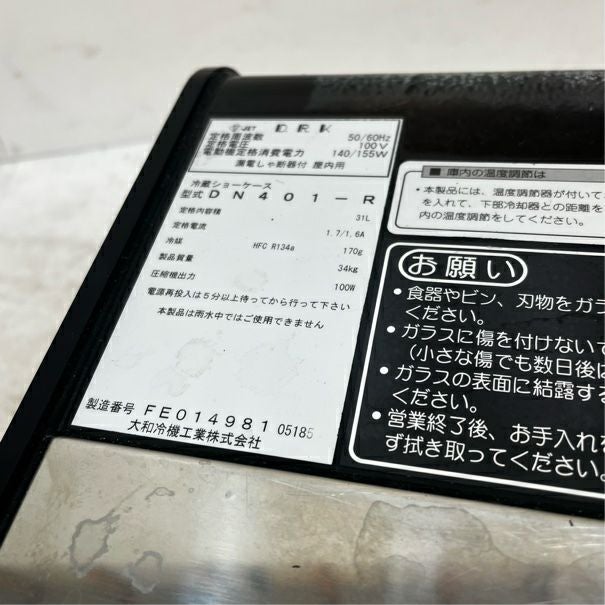 JET DRK
定格周波数 50/60Hz
定格電圧 100V
電動機定格消費電力 140/155W
漏電しゃ断器付 屋内用
冷蔵ショーケース
型式 DN401-R
定格内容積 31L
定格電流 1.7/1.6A
冷媒 HFC R134a 170g
製品質量 34kg
圧縮機出力 100W
電源再投入は5分以上待ってから行って下さい
本製品は雨水中ではご使用できません
製造番号 FE014981 05185
大和冷機工業株式会社
■ 庫内の温度調節は
・本製品には、温度調節器が付いて
を入れて、下部冷却器との距離を
内の温度調節をしてください。
お願い
・食器やビン、刃物をガラ
ください。
・ガラスに傷を付けないで
（小さな傷でも数日後は
・ガラスの表面に結露する
ください。
・営業終了後、お手入れを
ず拭き取ってください。